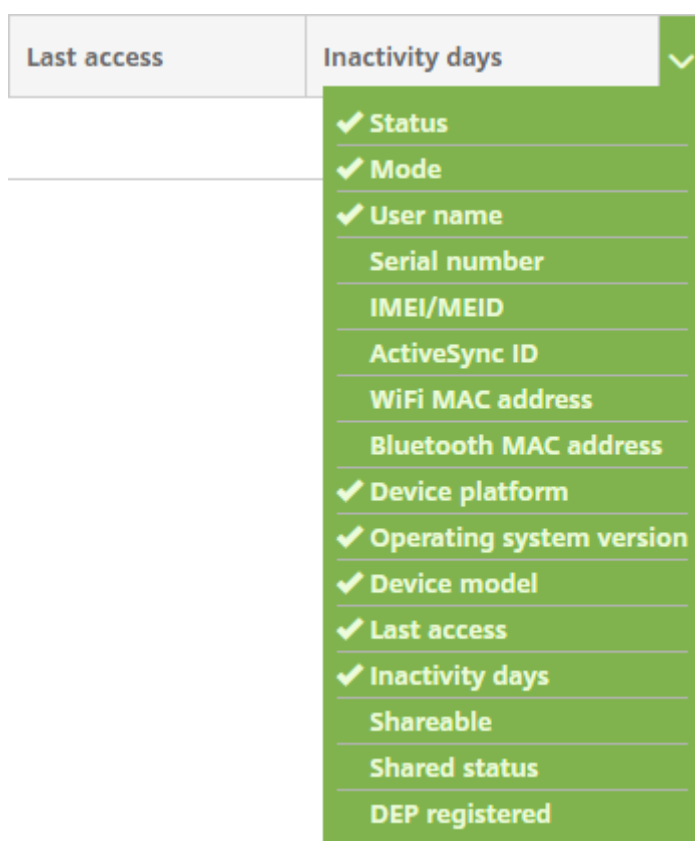 Last access Inactivity days
Status
Mode
User name
Serial number
IMEI/MEID
ActiveSync ID
WiFi MAC address
Bluetooth MAC address
Device platform
Operating system version
Device model
Last access
Inactivity days
Shareable
Shared status
DEP registered